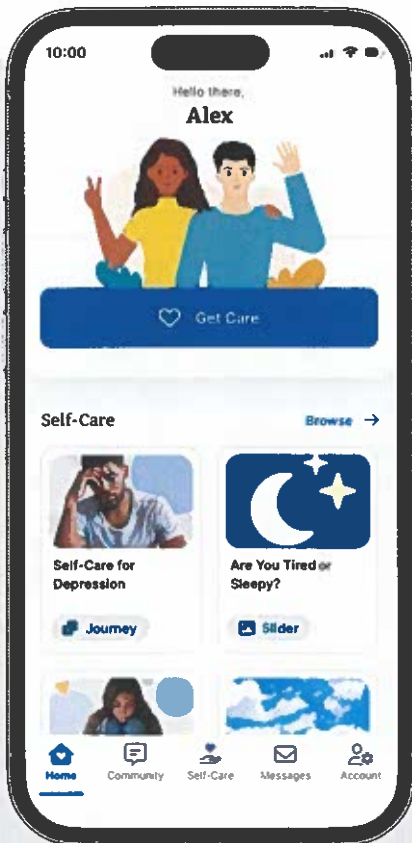 10:00
Hello there,
Alex
Get Care
Self-Care
Browse
Self-Care for
Depression
Journey
Are You Tired or
Sleepy?
Slider
Home
Community
Self-Care
Messages
Account